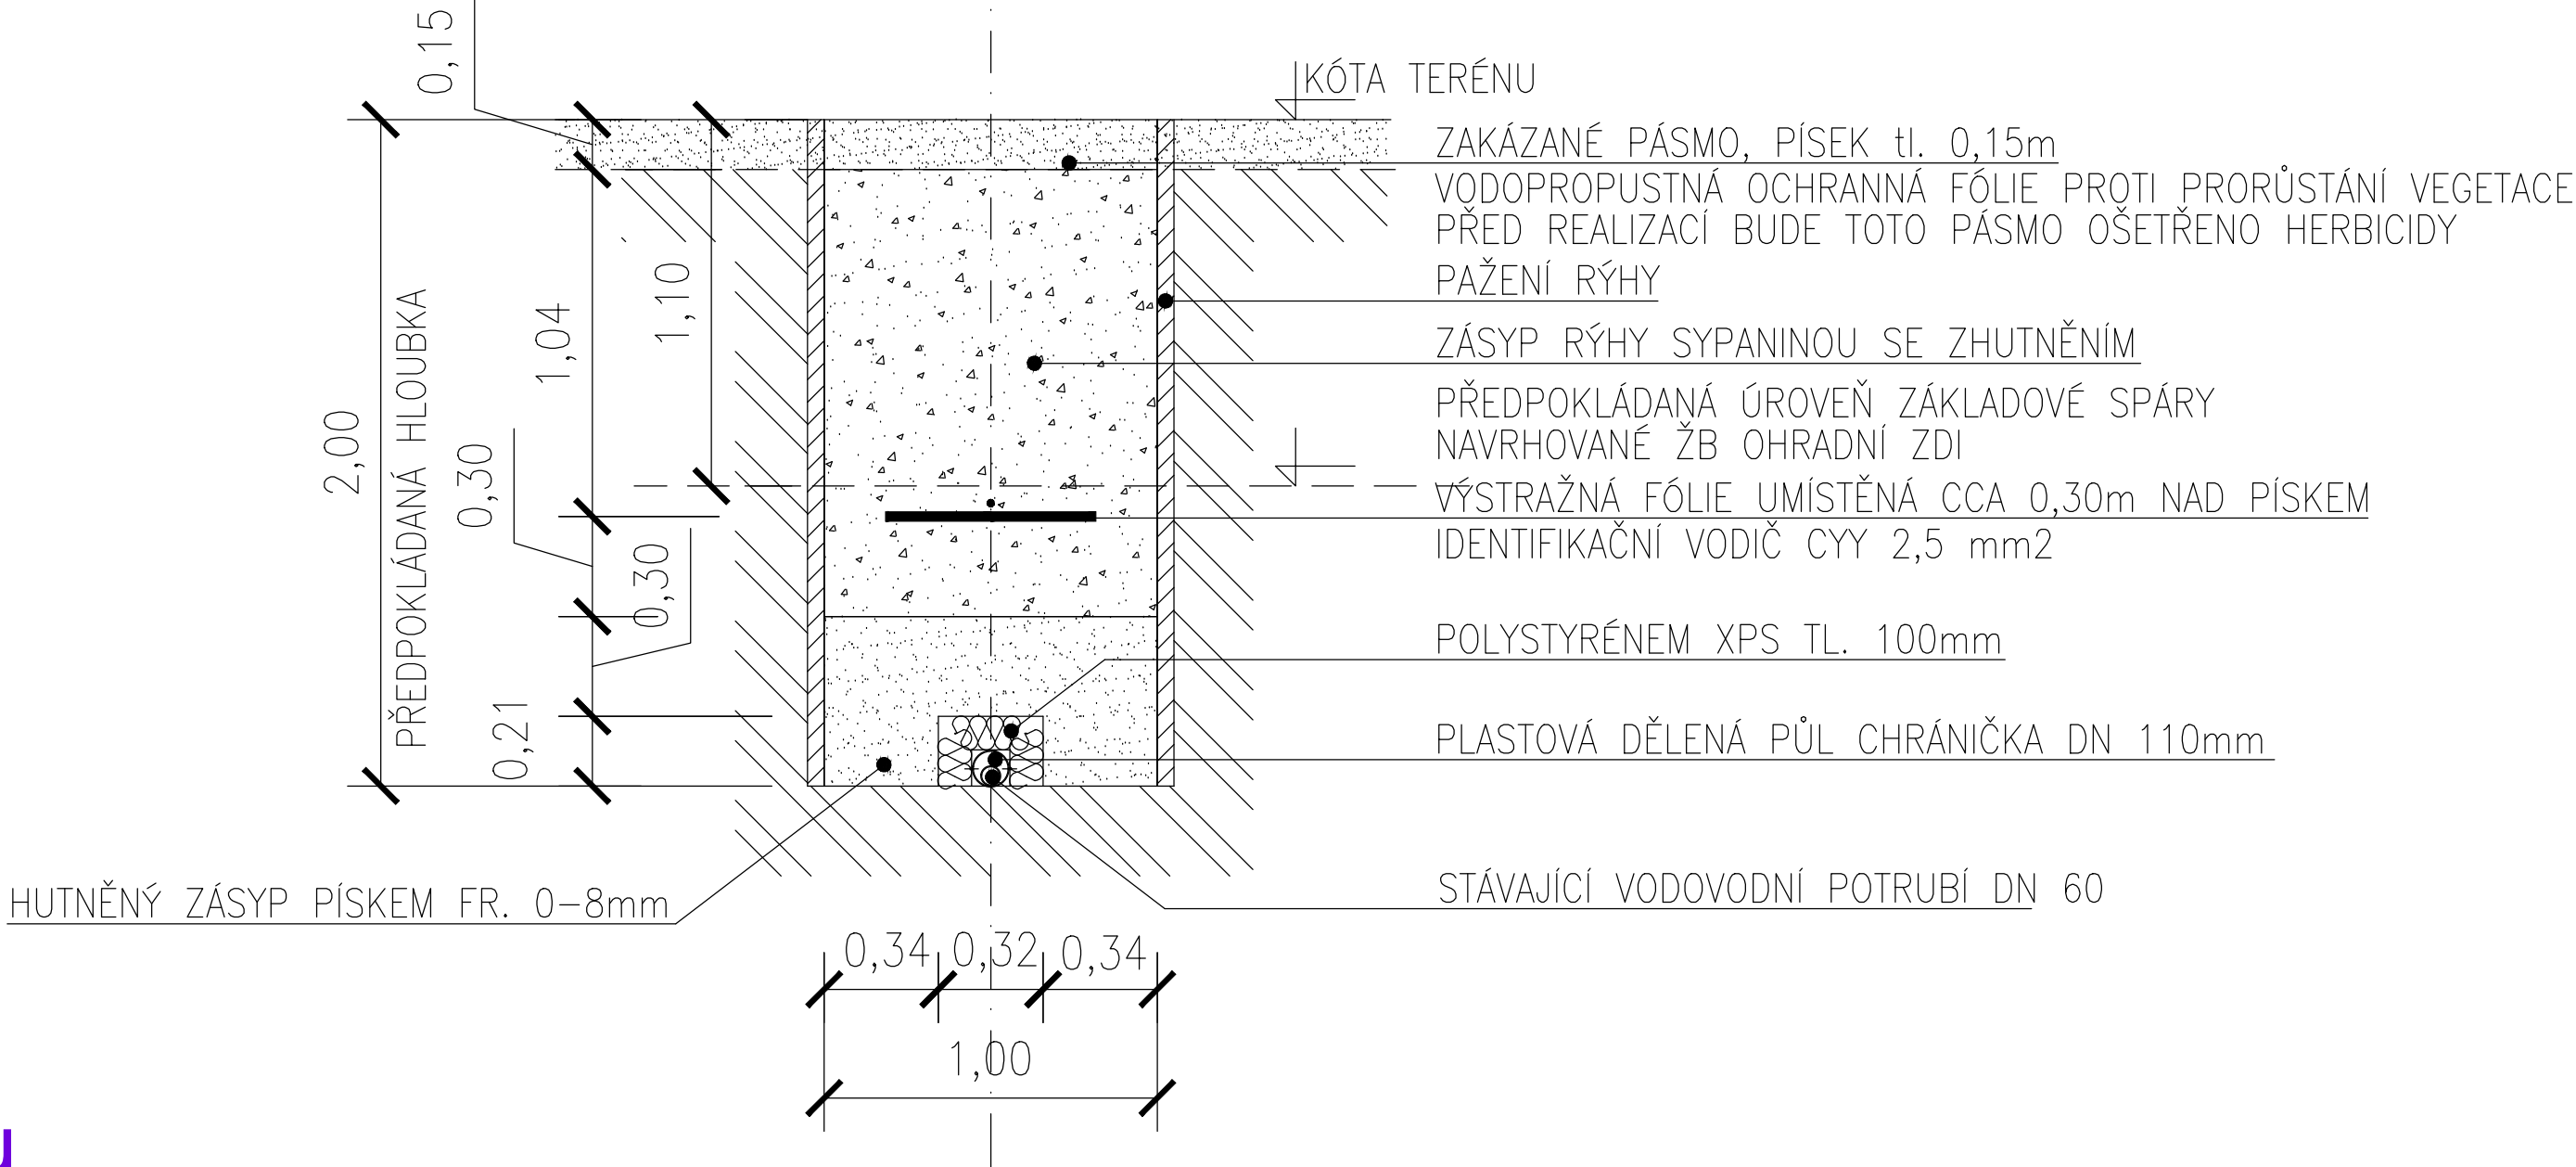 0,15
KÓTA TERÉNU
ZAKÁZANÉ PÁSMO, PÍSEK tl. 0,15m
VODOPROPUSTNÁ OCHRANNÁ FÓLIE PROTI PRORŮSTÁNÍ VEGETACE
PŘED REALIZACÍ BUDE TOTO PÁSMO OŠETŘENO HERBICIDY
PAŽENÍ RÝHY
ZÁSYP RÝHY SYPANINOU SE ZHUTNĚNÍM
PŘEDPOKLÁDANÁ ÚROVEŇ ZÁKLADOVÉ SPÁRY
NAVRHOVANÉ ŽB OHRADNÍ ZDI
VÝSTRAŽNÁ FÓLIE UMÍSTĚNÁ CCA 0,30m NAD PÍSKEM
IDENTIFIKAČNÍ VODIČ CYY 2,5 mm2
POLYSTYRÉNEM XPS TL. 100mm
PLASTOVÁ DĚLENÁ PŮL CHRÁNIČKA DN 110mm
STÁVAJÍCÍ VODOVODNÍ POTRUBÍ DN 60
2,00
PŘEDPOKLÁDANÁ HLOUBKA
0,30
1,04
1,10
0,30
0,21
HUTNĚNÝ ZÁSYP PÍSKEM FR. 0-8mm
0,34 0,32 0,34
1,00